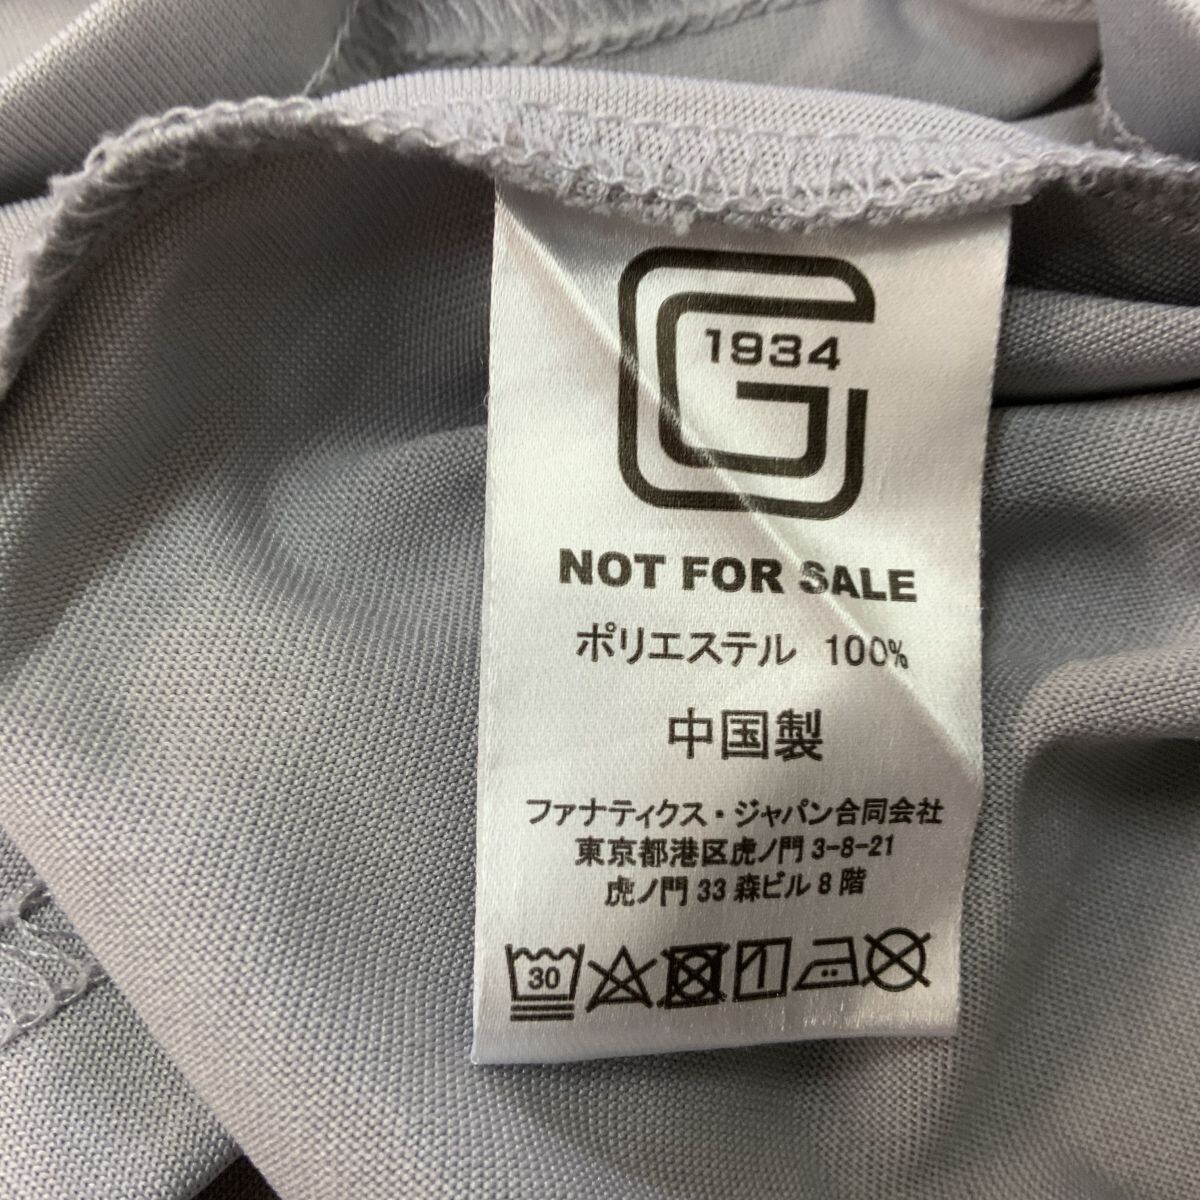 1934
NOT FOR SALE
ポリエステル 100%
中国製
ファナティクス・ジャパン合同会社
東京都港区虎ノ門 3-8-21
虎ノ門 33 森ビル 8 階
30